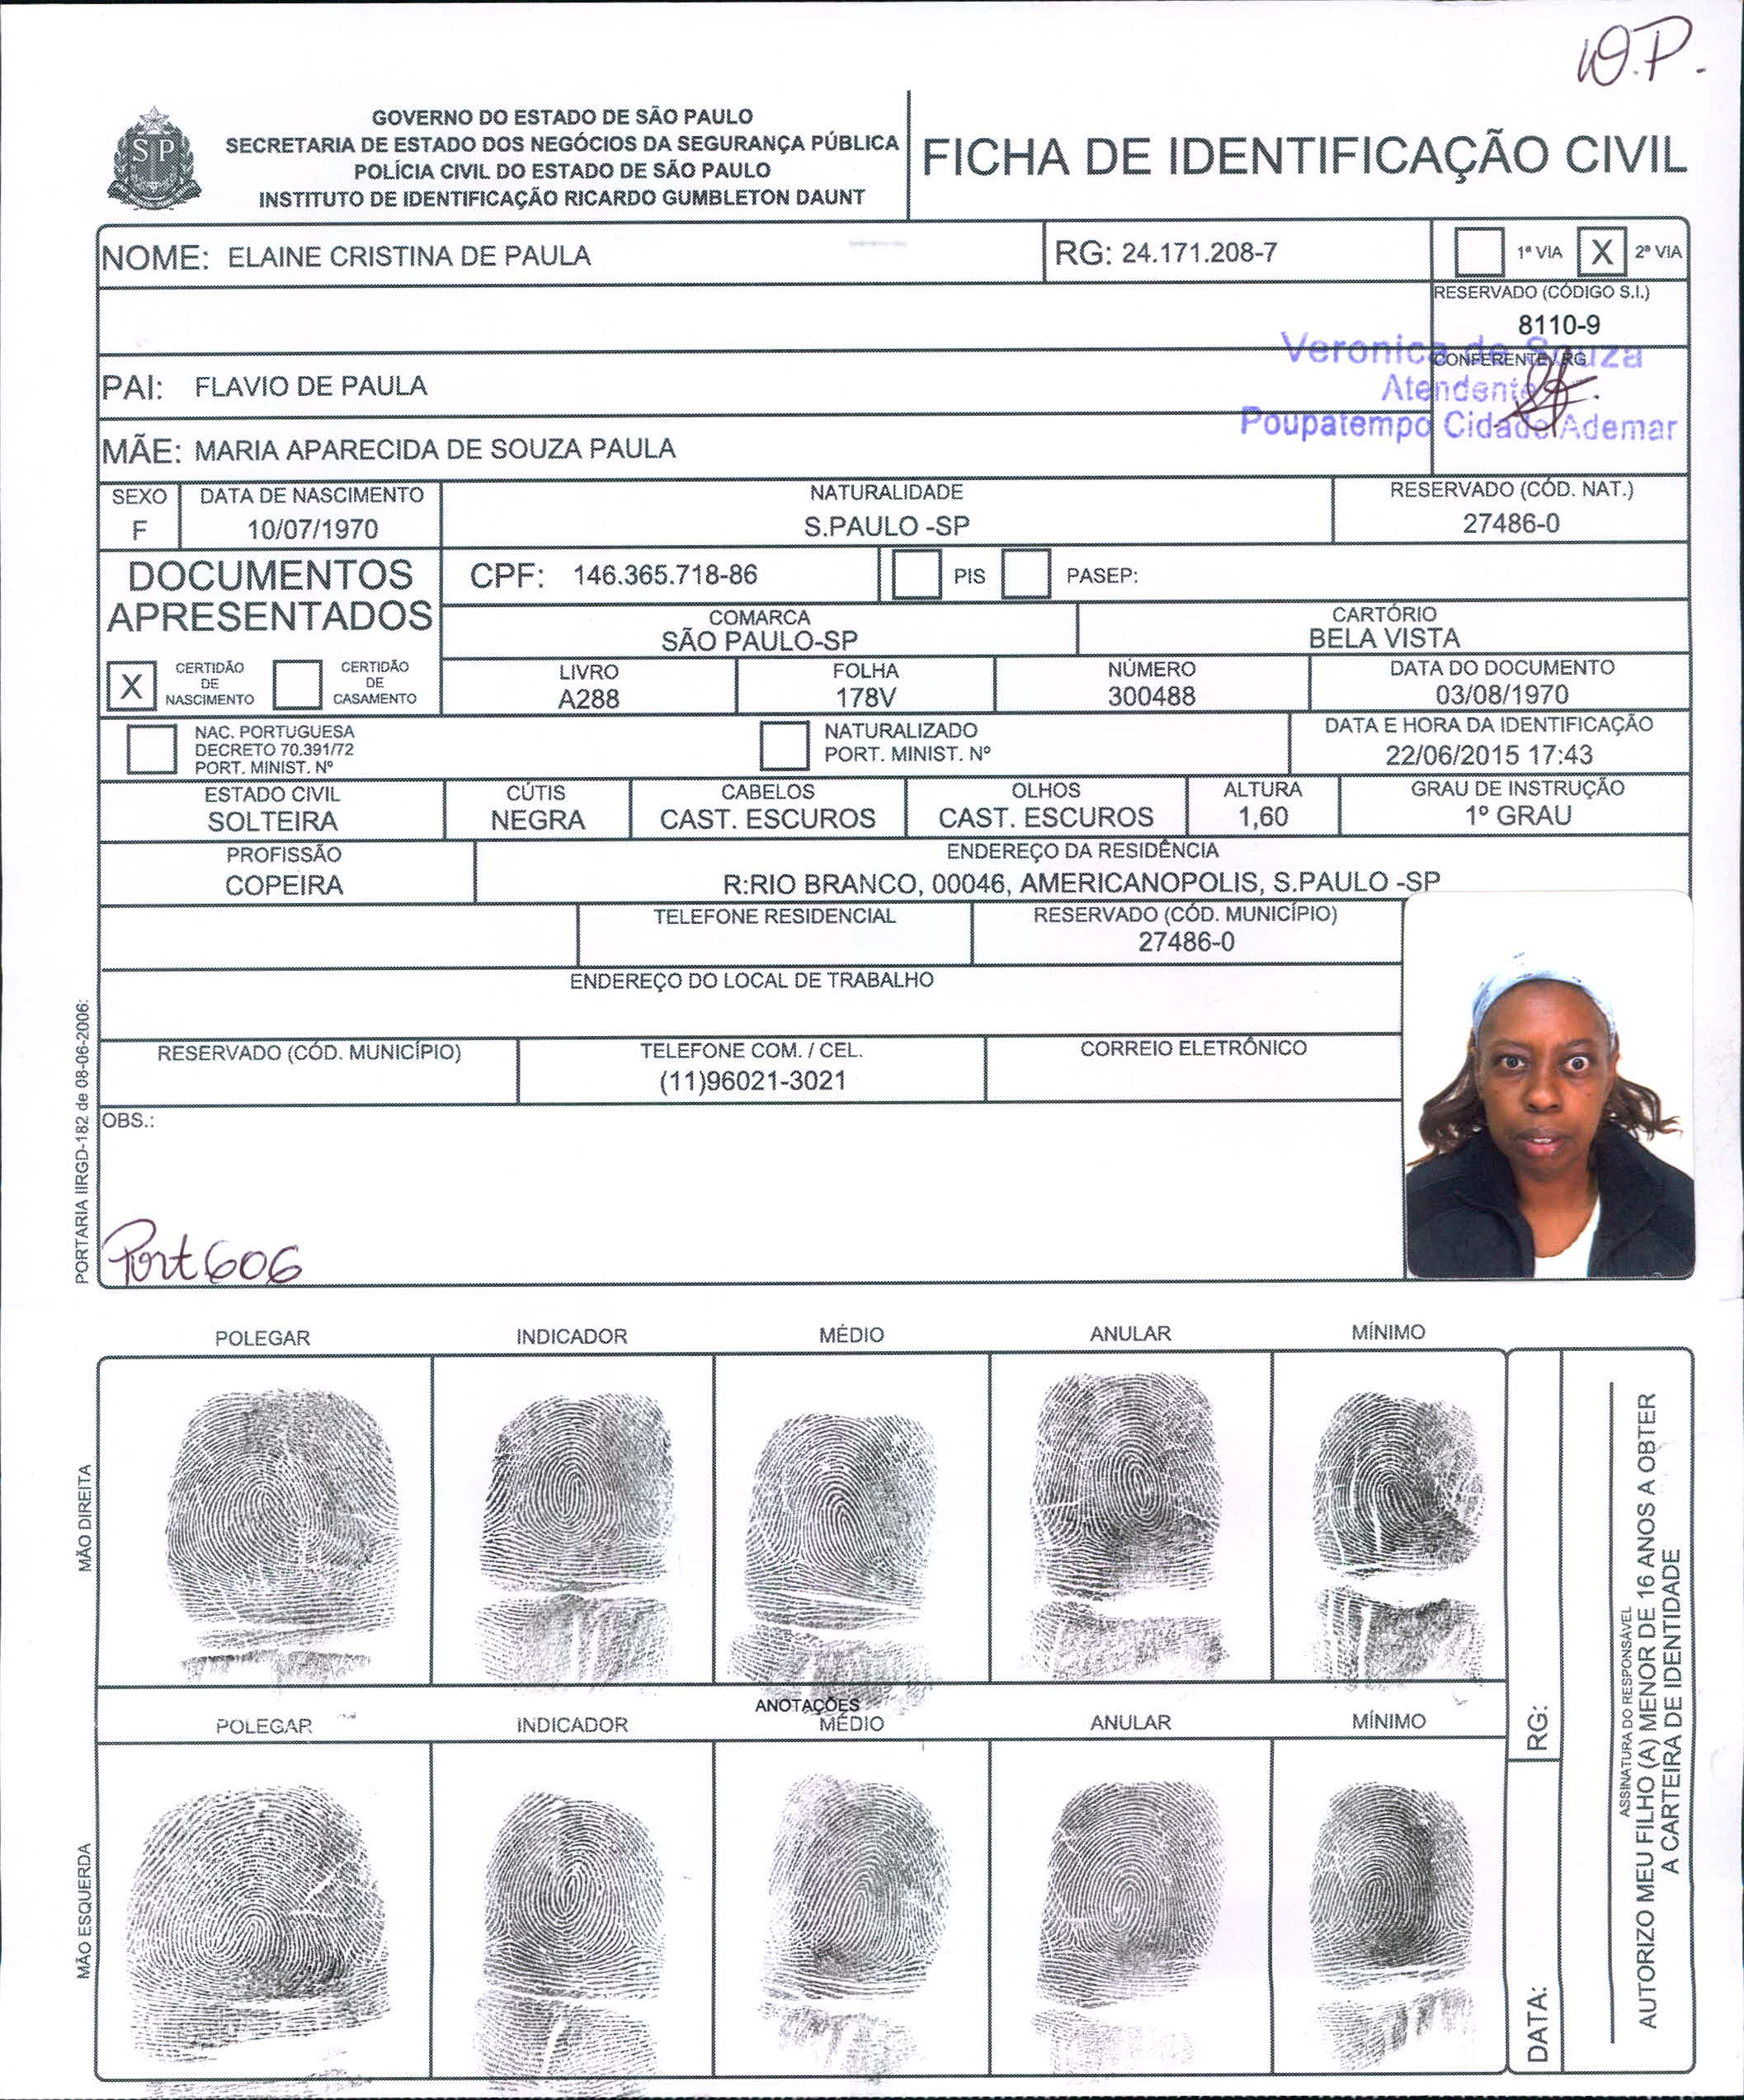 W.P.
GOVERNO DO ESTADO DE SÃO PAULO
SECRETARIA DE ESTADO DOS NEGÓCIOS DA SEGURANÇA PÚBLICA
POLÍCIA CIVIL DO ESTADO DE SÃO PAULO
INSTITUTO DE IDENTIFICAÇÃO RICARDO GUMBLETON DAUNT
SP
FICHA DE IDENTIFICAÇÃO CIVIL
NOME: ELAINE CRISTINA DE PAULA
RG: 24.171.208-7
1ª VIA X 2ª VIA
RESERVADO (CÓDIGO S.I.)
8110-9
CONFERENTE RG
Veronica de Souza
Atendente
Poupatempo Cidade Ademar
PAI: FLAVIO DE PAULA
MÃE: MARIA APARECIDA DE SOUZA PAULA
SEXO
F
DATA DE NASCIMENTO
10/07/1970
NATURALIDADE
S.PAULO -SP
RESERVADO (CÓD. NAT.)
27486-0
DOCUMENTOS
APRESENTADOS
CPF: 146.365.718-86
PIS
PASEP:
COMARCA
SÃO PAULO-SP
CARTÓRIO
BELA VISTA
X
CERTIDÃO
DE
NASCIMENTO
CERTIDÃO
DE
CASAMENTO
LIVRO
A288
FOLHA
178V
NÚMERO
300488
DATA DO DOCUMENTO
03/08/1970
NAC. PORTUGUESA
DECRETO 70.391/72
PORT. MINIST. Nº
NATURALIZADO
PORT. MINIST. Nº
DATA E HORA DA IDENTIFICAÇÃO
22/06/2015 17:43
ESTADO CIVIL
SOLTEIRA
CÚTIS
NEGRA
CABELOS
CAST. ESCUROS
OLHOS
CAST. ESCUROS
ALTURA
1,60
GRAU DE INSTRUÇÃO
1º GRAU
PROFISSÃO
COPEIRA
ENDEREÇO DA RESIDÊNCIA
R:RIO BRANCO, 00046, AMERICANOPOLIS, S.PAULO -SP
TELEFONE RESIDENCIAL
RESERVADO (CÓD. MUNICÍPIO)
27486-0
ENDEREÇO DO LOCAL DE TRABALHO
RESERVADO (CÓD. MUNICÍPIO)
TELEFONE COM. / CEL.
(11)96021-3021
CORREIO ELETRÔNICO
OBS.:
Port 606
PORTARIA IIRGD-182 de 08-06-2006:
POLEGAR INDICADOR MÉDIO ANULAR MÍNIMO
MÃO DIREITA
ANOTAÇÕES
POLEGAR INDICADOR MÉDIO ANULAR MÍNIMO
MÃO ESQUERDA
RG:
DATA:
ASSINATURA DO RESPONSÁVEL
AUTORIZO MEU FILHO (A) MENOR DE 16 ANOS A OBTER
A CARTEIRA DE IDENTIDADE